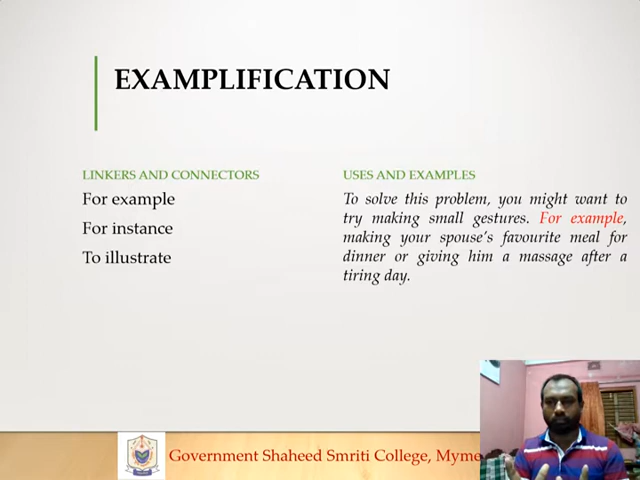 EXAMPLIFICATION
LINKERS AND CONNECTORS
For example
For instance
To illustrate
USES AND EXAMPLES
To solve this problem, you might want to
try making small gestures. For example,
making your spouse's favourite meal for
dinner or giving him a massage after a
tiring day.
Government Shaheed Smriti College, Myme